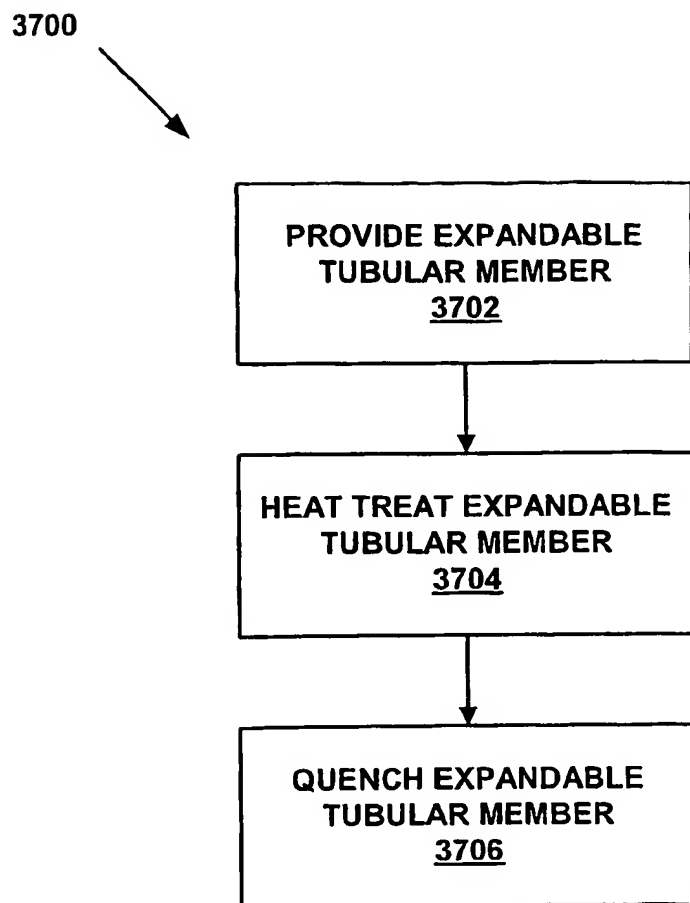 3700
PROVIDE EXPANDABLE
TUBULAR MEMBER
3702
HEAT TREAT EXPANDABLE
TUBULAR MEMBER
3704
QUENCH EXPANDABLE
TUBULAR MEMBER
3706